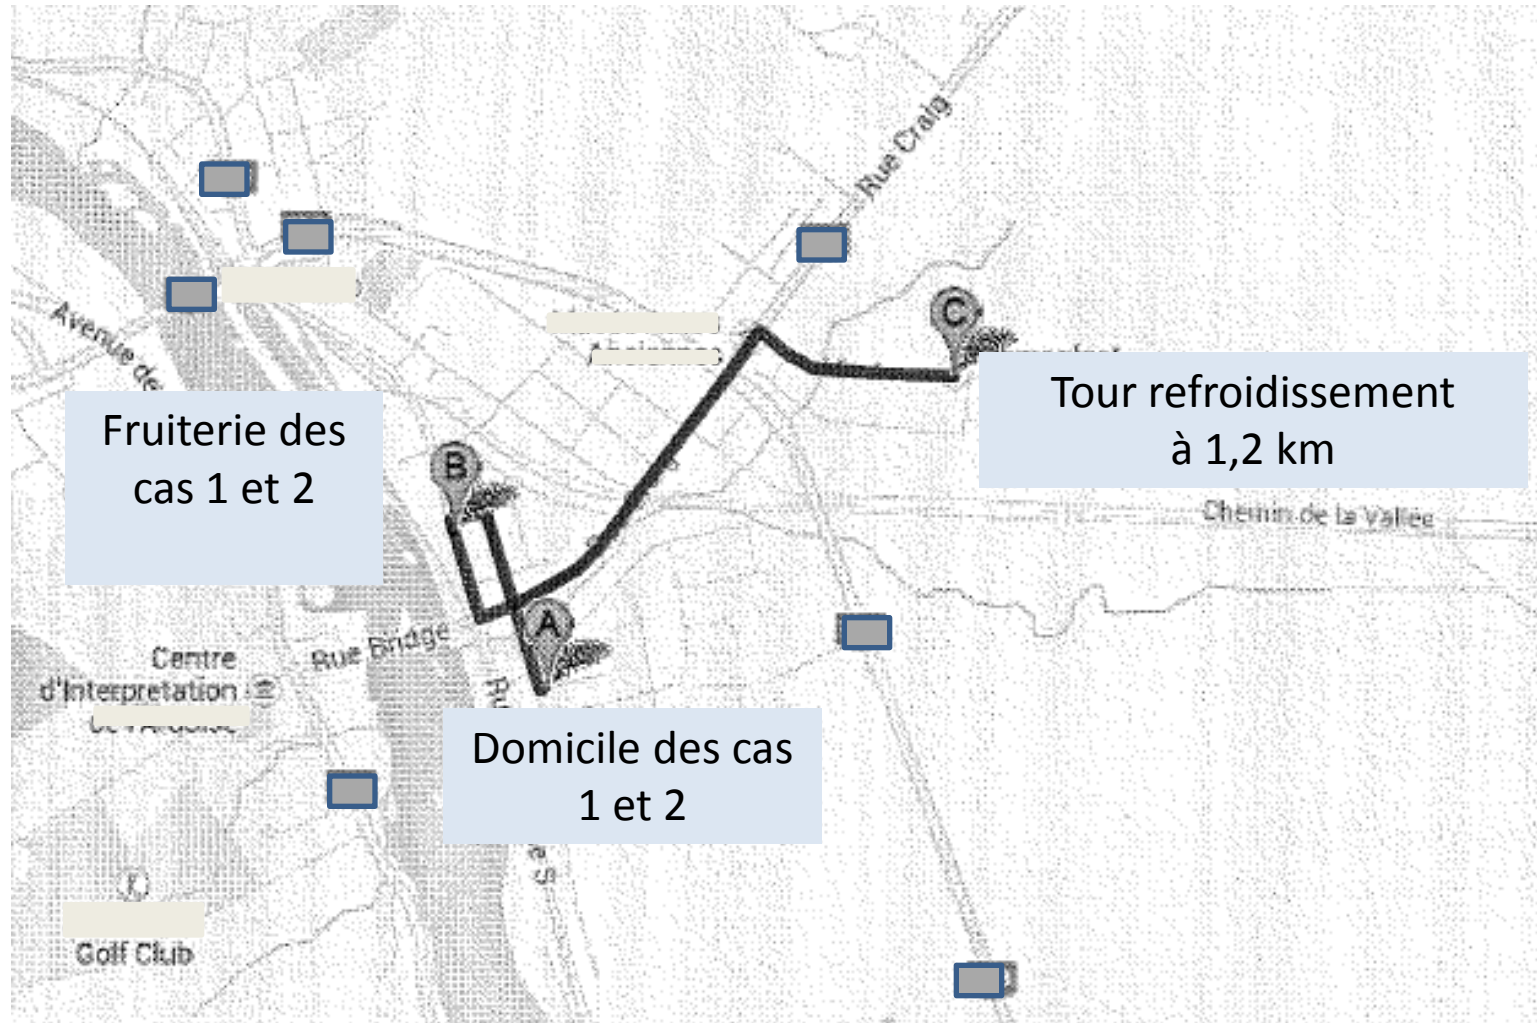 Rue Craig
C
Avenue de
Tour refroidissement
à 1,2 km
Fruiterie des
cas 1 et 2
B
Chemin de la Vallée
A
Rue Bridge
Centre
d'Interpretation
Domicile des cas
1 et 2
e S
Golf Club